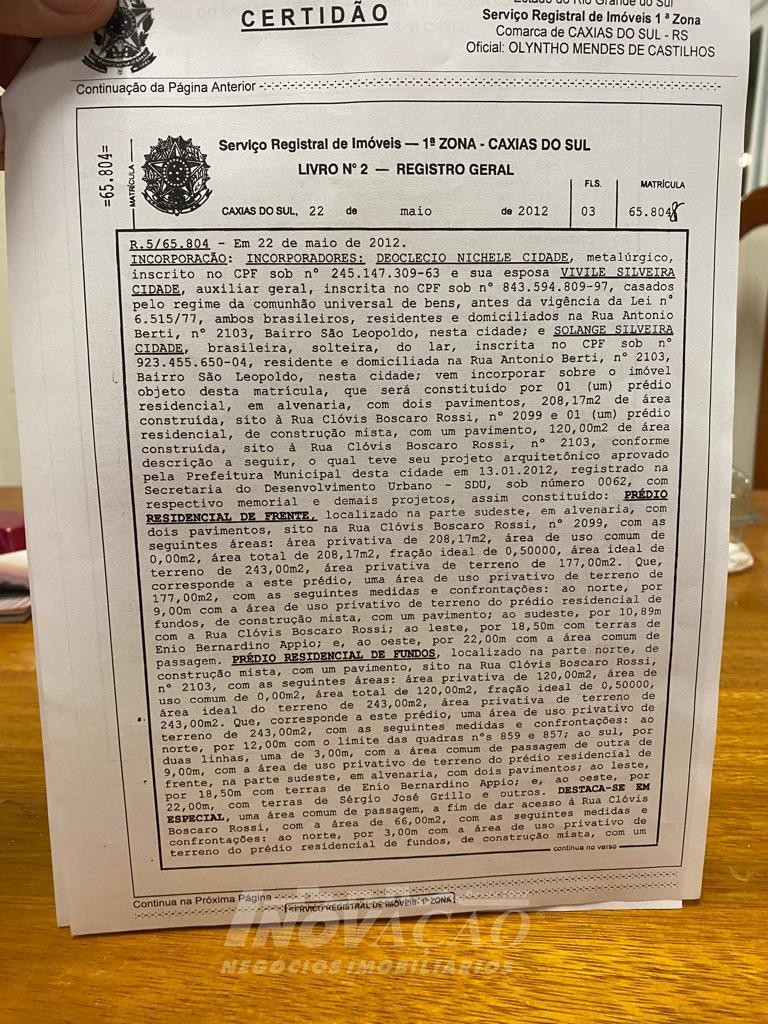 Estado do Rio Grande do Sul
CERTIDÃO
Serviço Registral de Imóveis 1ª Zona
Comarca de CAXIAS DO SUL - RS
Oficial: OLYNTHO MENDES DE CASTILHOS
Continuação da Página Anterior
=65.804=
MATRÍCULA
Serviço Registral de Imóveis — 1ª ZONA - CAXIAS DO SUL
LIVRO Nº 2 — REGISTRO GERAL
FLS. MATRÍCULA
CAXIAS DO SUL, 22 de maio de 2012 03 65.804
R.5/65.804 - Em 22 de maio de 2012.
INCORPORAÇÃO: INCORPORADORES: DEOCLECIO NICHELE CIDADE, metalúrgico,
inscrito no CPF sob nº 245.147.309-63 e sua esposa VIVILE SILVEIRA
CIDADE, auxiliar geral, inscrita no CPF sob nº 843.594.809-97, casados
pelo regime da comunhão universal de bens, antes da vigência da Lei nº
6.515/77, ambos brasileiros, residentes e domiciliados na Rua Antonio
Berti, nº 2103, Bairro São Leopoldo, nesta cidade; e SOLANGE SILVEIRA
CIDADE, brasileira, solteira, do lar, inscrita no CPF sob nº
923.455.650-04, residente e domiciliada na Rua Antonio Berti, nº 2103,
Bairro São Leopoldo, nesta cidade; vem incorporar sobre o imóvel
objeto desta matrícula, que será constituído por 01 (um) prédio
residencial, em alvenaria, com dois pavimentos, 208,17m2 de área
construída, sito à Rua Clóvis Boscaro Rossi, nº 2099 e 01 (um) prédio
residencial, de construção mista, com um pavimento, 120,00m2 de área
construída, sito à Rua Clóvis Boscaro Rossi, nº 2103, conforme
descrição a seguir, o qual teve seu projeto arquitetônico aprovado
pela Prefeitura Municipal desta cidade em 13.01.2012, registrado na
Secretaria do Desenvolvimento Urbano - SDU, sob número 0062, com
respectivo memorial e demais projetos, assim constituído: PRÉDIO
RESIDENCIAL DE FRENTE, localizado na parte sudeste, em alvenaria, com
dois pavimentos, sito na Rua Clóvis Boscaro Rossi, nº 2099, com as
seguintes áreas: área privativa de 208,17m2, área de uso comum de
0,00m2, área total de 208,17m2, fração ideal de 0,50000, área ideal de
terreno de 243,00m2, área privativa de terreno de 177,00m2. Que,
corresponde a este prédio, uma área de uso privativo de terreno de
177,00m2, com as seguintes medidas e confrontações: ao norte, por
9,00m com a área de uso privativo de terreno do prédio residencial de
fundos, de construção mista, com um pavimento; ao sudeste, por 10,89m
com a Rua Clóvis Boscaro Rossi; ao leste, por 18,50m com terras de
Enio Bernardino Appio; e, ao oeste, por 22,00m com a área comum de
passagem. PRÉDIO RESIDENCIAL DE FUNDOS, localizado na parte norte, de
construção mista, com um pavimento, sito na Rua Clóvis Boscaro Rossi,
nº 2103, com as seguintes áreas: área privativa de 120,00m2, área de
uso comum de 0,00m2, área total de 120,00m2, fração ideal de 0,50000,
área ideal do terreno de 243,00m2, área privativa de terreno de
243,00m2. Que, corresponde a este prédio, uma área de uso privativo de
terreno de 243,00m2, com as seguintes medidas e confrontações: ao
norte, por 12,00m com o limite das quadras nºs 859 e 857; ao sul, por
duas linhas, uma de 3,00m, com a área comum de passagem de outra de
9,00m, com a área de uso privativo de terreno do prédio residencial de
frente, na parte sudeste, em alvenaria, com dois pavimentos; ao leste,
por 18,50m com terras de Enio Bernardino Appio; e, ao oeste, por
22,00m, com terras de Sérgio José Grillo e outros. DESTACA-SE EM
ESPECIAL, uma área comum de passagem, a fim de dar acesso à Rua Clóvis
Boscaro Rossi, com a área de 66,00m2, com as seguintes medidas e
confrontações: ao norte, por 3,00m com a área de uso privativo de
terreno do prédio residencial de fundos, de construção mista, com um
continua no verso
Continua na Próxima Página
SERVIÇO REGISTRAL DE IMÓVEIS 1ª ZONA
INOVAÇÃO
NEGÓCIOS IMOBILIÁRIOS